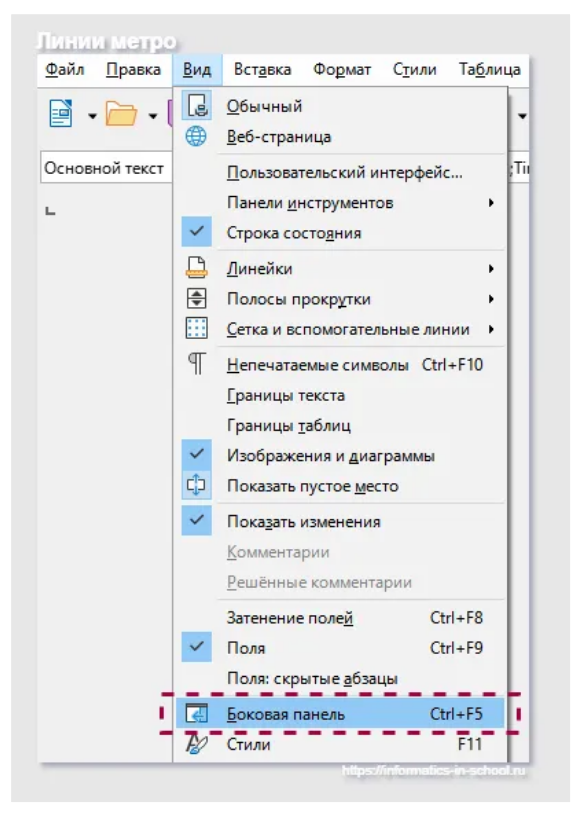 Линии метро
Файл Правка Вид Вставка Формат Стили Таблица
Обычный
Веб-страница
Основной текст
;Tir
Пользовательский интерфейс...
Панели инструментов
Строка состояния
Линейки
Полосы прокрутки
Сетка и вспомогательные линии
Непечатаемые символы Ctrl+F10
Границы текста
Границы таблиц
Изображения и диаграммы
Показать пустое место
Показать изменения
Комментарии
Решённые комментарии
Затенение полей Ctrl+F8
Поля Ctrl+F9
Поля: скрытые абзацы
Боковая панель Ctrl+F5
Стили F11
https://informatics-in-school.ru